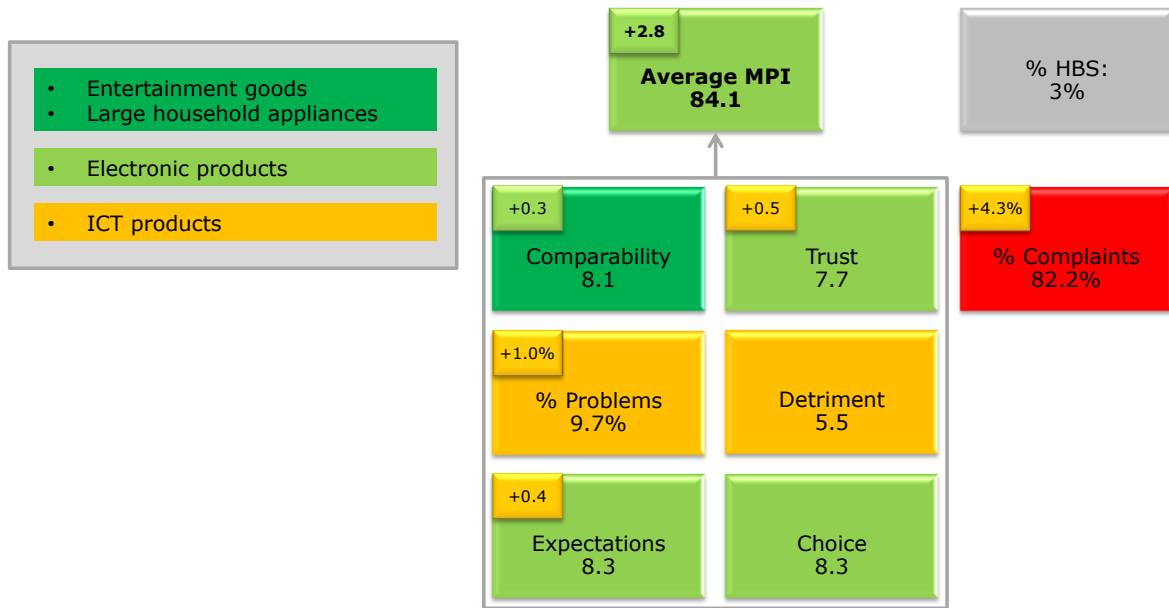 • Entertainment goods
• Large household appliances
• Electronic products
• ICT products
+2.8
Average MPI
84.1
% HBS:
3%
+0.3
Comparability
8.1
+0.5
Trust
7.7
+4.3%
% Complaints
82.2%
+1.0%
% Problems
9.7%
Detriment
5.5
+0.4
Expectations
8.3
Choice
8.3